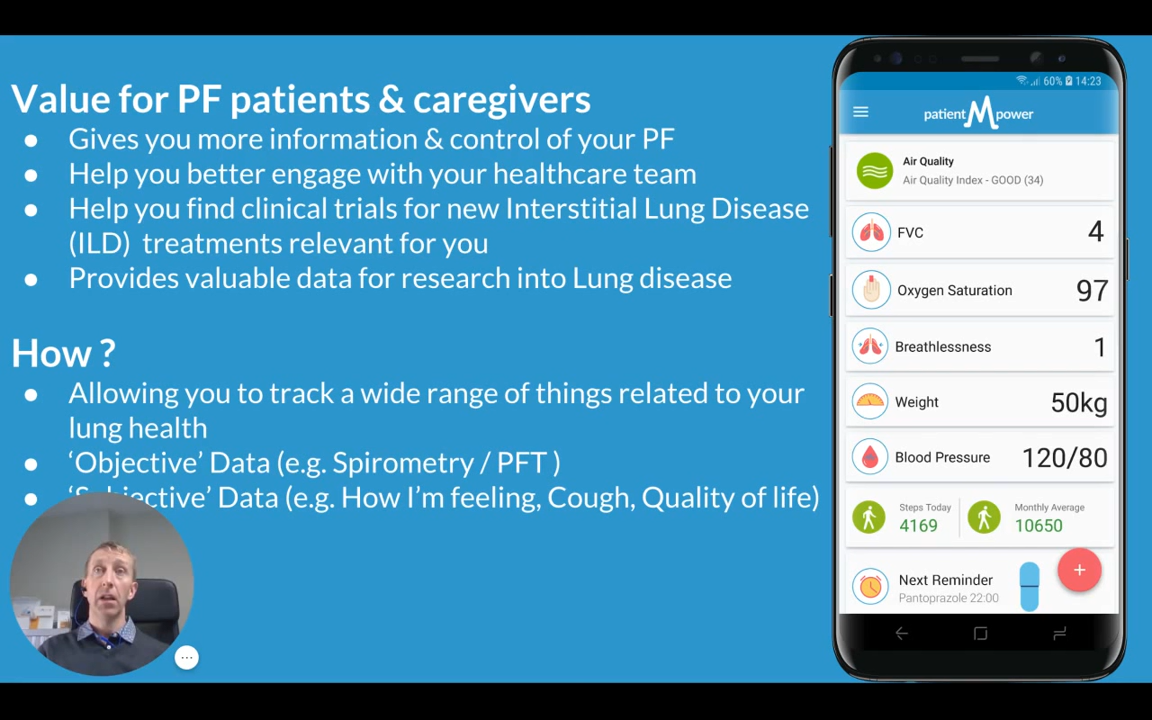 Value for PF patients & caregivers
● Gives you more information & control of your PF
● Help you better engage with your healthcare team
● Help you find clinical trials for new Interstitial Lung Disease
(ILD) treatments relevant for you
● Provides valuable data for research into Lung disease
How ?
● Allowing you to track a wide range of things related to your
lung health
● ‘Objective’ Data (e.g. Spirometry / PFT )
● ‘Subjective’ Data (e.g. How I’m feeling, Cough, Quality of life)
60% 14:23
patientMpower
Air Quality
Air Quality Index - GOOD (34)
FVC 4
Oxygen Saturation 97
Breathlessness 1
Weight 50kg
Blood Pressure 120/80
Steps Today Monthly Average
4169 10650
Next Reminder
Pantoprazole 22:00
+